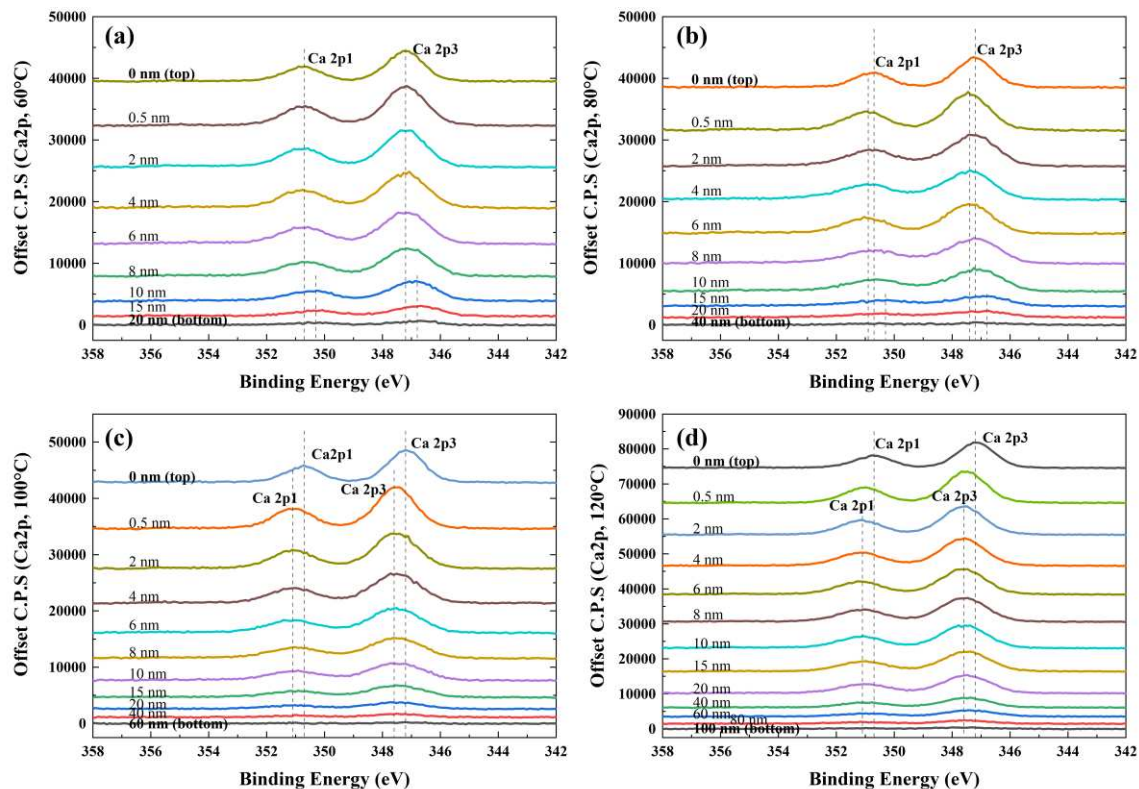 (a)
Ca 2p1
Ca 2p3
0 nm (top)
0.5 nm
2 nm
4 nm
6 nm
8 nm
10 nm
15 nm
20 nm (bottom)
50000
40000
30000
20000
10000
0
358 356 354 352 350 348 346 344 342
Binding Energy (eV)
Offset C.P.S (Ca2p, 60°C)
(b)
Ca 2p1
Ca 2p3
0 nm (top)
0.5 nm
2 nm
4 nm
6 nm
8 nm
10 nm
15 nm
20 nm
40 nm (bottom)
50000
40000
30000
20000
10000
0
358 356 354 352 350 348 346 344 342
Binding Energy (eV)
Offset C.P.S (Ca2p, 80°C)
(c)
Ca2p1
Ca 2p3
0 nm (top)
Ca 2p1
Ca 2p3
0.5 nm
2 nm
4 nm
6 nm
8 nm
10 nm
15 nm
20 nm
40 nm
60 nm (bottom)
50000
40000
30000
20000
10000
0
358 356 354 352 350 348 346 344 342
Binding Energy (eV)
Offset C.P.S (Ca2p, 100°C)
(d)
Ca 2p1
Ca 2p3
0 nm (top)
0.5 nm
Ca 2p1
Ca 2p3
2 nm
4 nm
6 nm
8 nm
10 nm
15 nm
20 nm
40 nm
60 nm
80 nm
100 nm (bottom)
90000
80000
70000
60000
50000
40000
30000
20000
10000
0
358 356 354 352 350 348 346 344 342
Binding Energy (eV)
Offset C.P.S (Ca2p, 120°C)